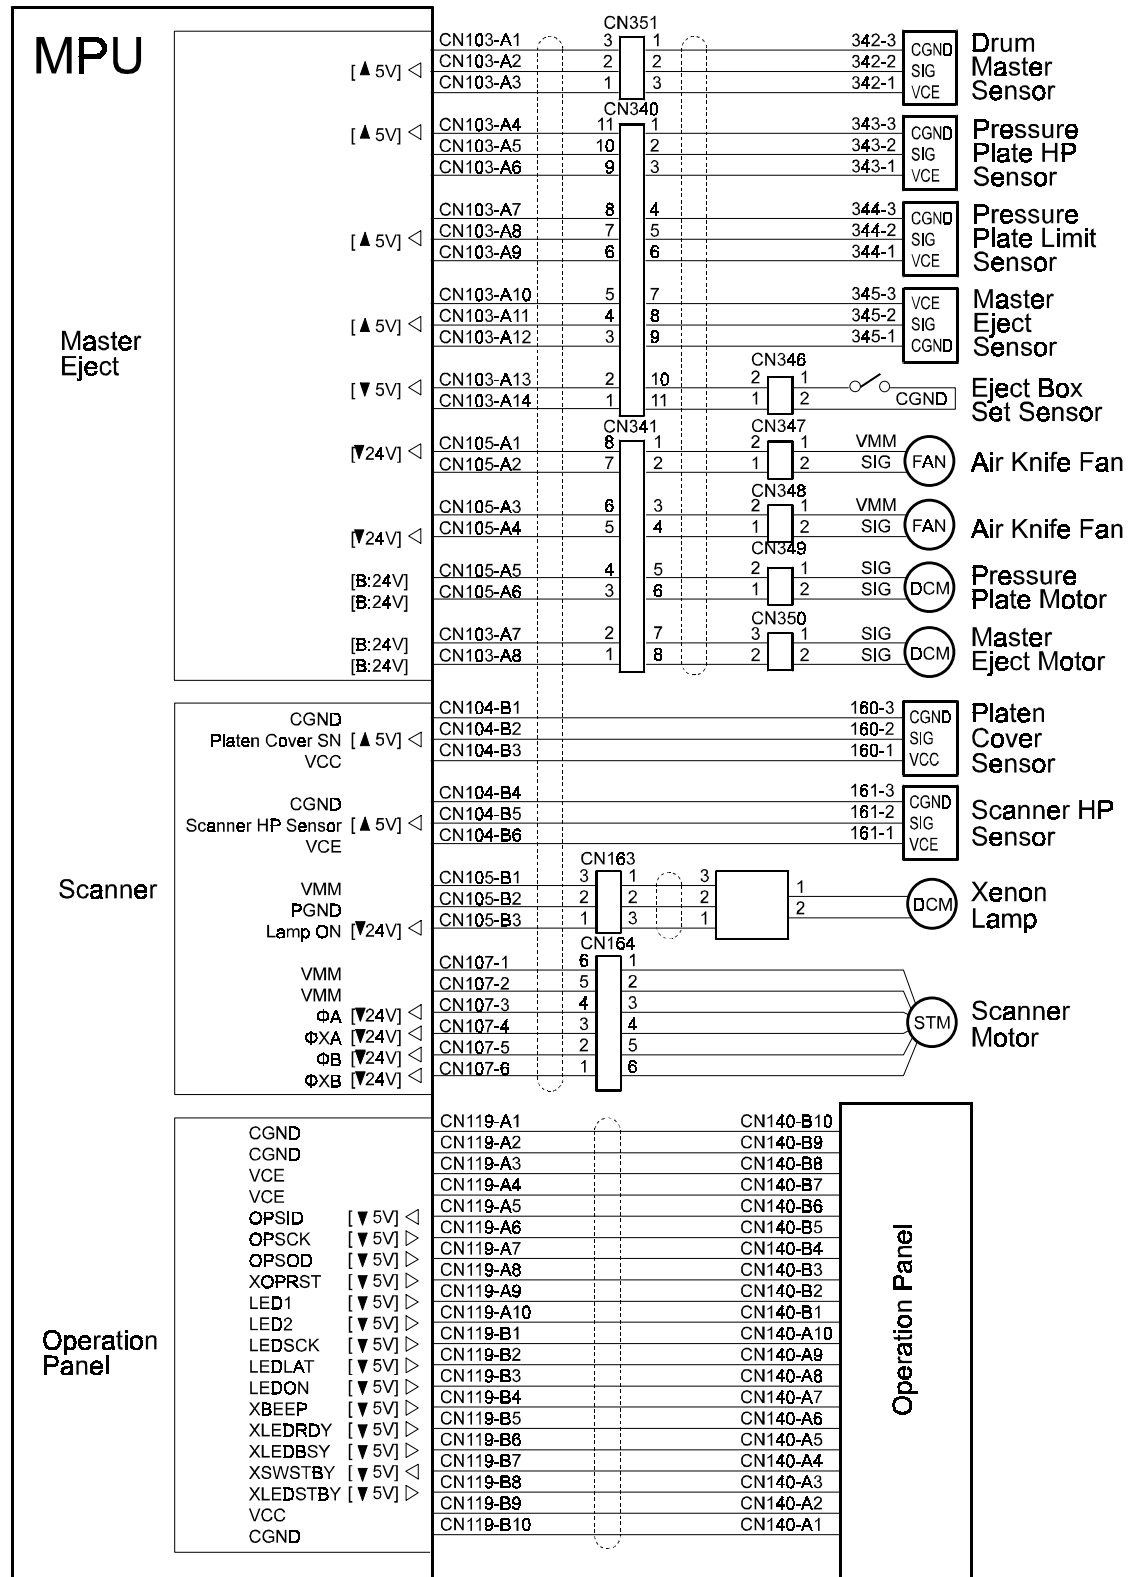 MPU
CN351
CN103-A1 3 1 342-3 CGND Drum
CN103-A2 2 2 342-2 SIG Master
[▲5V] ◁ CN103-A3 1 3 342-1 VCE Sensor
CN340
CN103-A4 11 1 343-3 CGND Pressure
[▲5V] ◁ CN103-A5 10 2 343-2 SIG Plate HP
CN103-A6 9 3 343-1 VCE Sensor
CN103-A7 8 4 344-3 CGND Pressure
[▲5V] ◁ CN103-A8 7 5 344-2 SIG Plate Limit
CN103-A9 6 6 344-1 VCE Sensor
CN103-A10 5 7 345-3 VCE Master
[▲5V] ◁ CN103-A11 4 8 345-2 SIG Eject
CN103-A12 3 9 345-1 CGND Sensor
Master
Eject
CN346
[▼5V] ◁ CN103-A13 2 10 2 1 Eject Box
CN103-A14 1 11 1 2 CGND Set Sensor
CN341 CN347
[▼24V] ◁ CN105-A1 8 1 2 1 VMM
CN105-A2 7 2 1 2 SIG FAN Air Knife Fan
CN348
CN105-A3 6 3 2 1 VMM
[▼24V] ◁ CN105-A4 5 4 1 2 SIG FAN Air Knife Fan
CN349
[B:24V] CN105-A5 4 5 2 1 SIG Pressure
[B:24V] CN105-A6 3 6 1 2 SIG DCM Plate Motor
CN350
[B:24V] CN103-A7 2 7 3 1 SIG Master
[B:24V] CN103-A8 1 8 2 2 SIG DCM Eject Motor
CGND CN104-B1 160-3 CGND Platen
Platen Cover SN [▲5V] ◁ CN104-B2 160-2 SIG Cover
VCC CN104-B3 160-1 VCC Sensor
CGND CN104-B4 161-3 CGND Scanner HP
Scanner HP Sensor [▲5V] ◁ CN104-B5 161-2 SIG Sensor
VCE CN104-B6 161-1 VCE
Scanner
CN163
VMM CN105-B1 3 1 3 1 Xenon
PGND CN105-B2 2 2 2 2 DCM Lamp
Lamp ON [▼24V] ◁ CN105-B3 1 3 1
CN164
VMM CN107-1 6 1
VMM CN107-2 5 2
ΦA [▼24V] ◁ CN107-3 4 3 Scanner
ΦXA [▼24V] ◁ CN107-4 3 4 STM Motor
ΦB [▼24V] ◁ CN107-5 2 5
ΦXB [▼24V] ◁ CN107-6 1 6
CGND CN119-A1 CN140-B10
CGND CN119-A2 CN140-B9
VCE CN119-A3 CN140-B8
VCE CN119-A4 CN140-B7
OPSID [▼5V] ◁ CN119-A5 CN140-B6
OPSCK [▼5V] ▷ CN119-A6 CN140-B5
OPSOD [▼5V] ▷ CN119-A7 CN140-B4
XOPRST [▼5V] ▷ CN119-A8 CN140-B3
LED1 [▼5V] ▷ CN119-A9 CN140-B2
LED2 [▼5V] ▷ CN119-A10 CN140-B1
LEDSCK [▼5V] ▷ CN119-B1 CN140-A10
LEDLAT [▼5V] ▷ CN119-B2 CN140-A9
LEDON [▼5V] ▷ CN119-B3 CN140-A8
XBEEP [▼5V] ▷ CN119-B4 CN140-A7
XLEDRDY [▼5V] ▷ CN119-B5 CN140-A6
XLEDBSY [▼5V] ▷ CN119-B6 CN140-A5
XSWSTBY [▼5V] ◁ CN119-B7 CN140-A4
XLEDSTBY [▼5V] ▷ CN119-B8 CN140-A3
VCC CN119-B9 CN140-A2
CGND CN119-B10 CN140-A1
Operation
Panel
Operation Panel